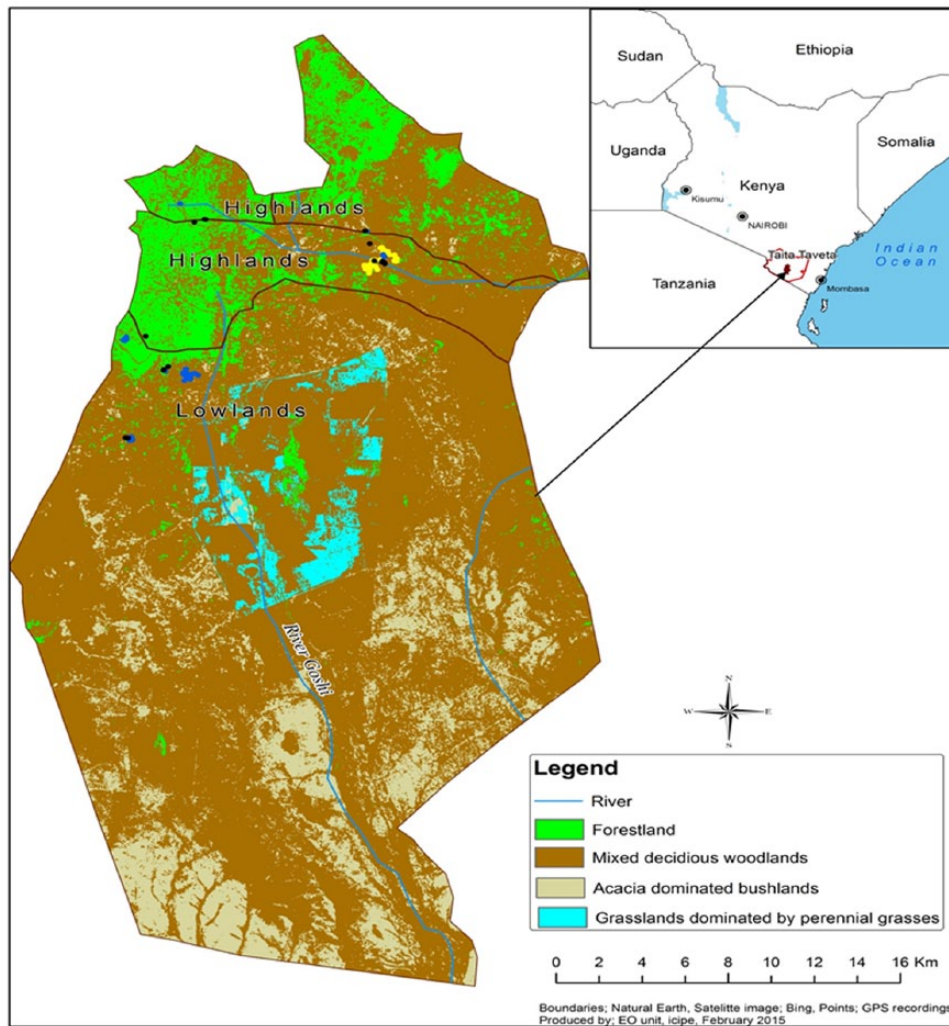 Sudan
Ethiopia
Uganda
Somalia
Kenya
Kisumu
NAIROBI
Taita Taveta
Indian
Ocean
Tanzania
Mombasa
Highlands
Highlands
Lowlands
River Goshi
N
W E
S
Legend
River
Forestland
Mixed decidious woodlands
Acacia dominated bushlands
Grasslands dominated by perennial grasses
0 2 4 6 8 10 12 14 16 Km
Boundaries; Natural Earth, Satelitte image; Bing, Points; GPS recordings
Produced by; EO unit, icipe, February 2015